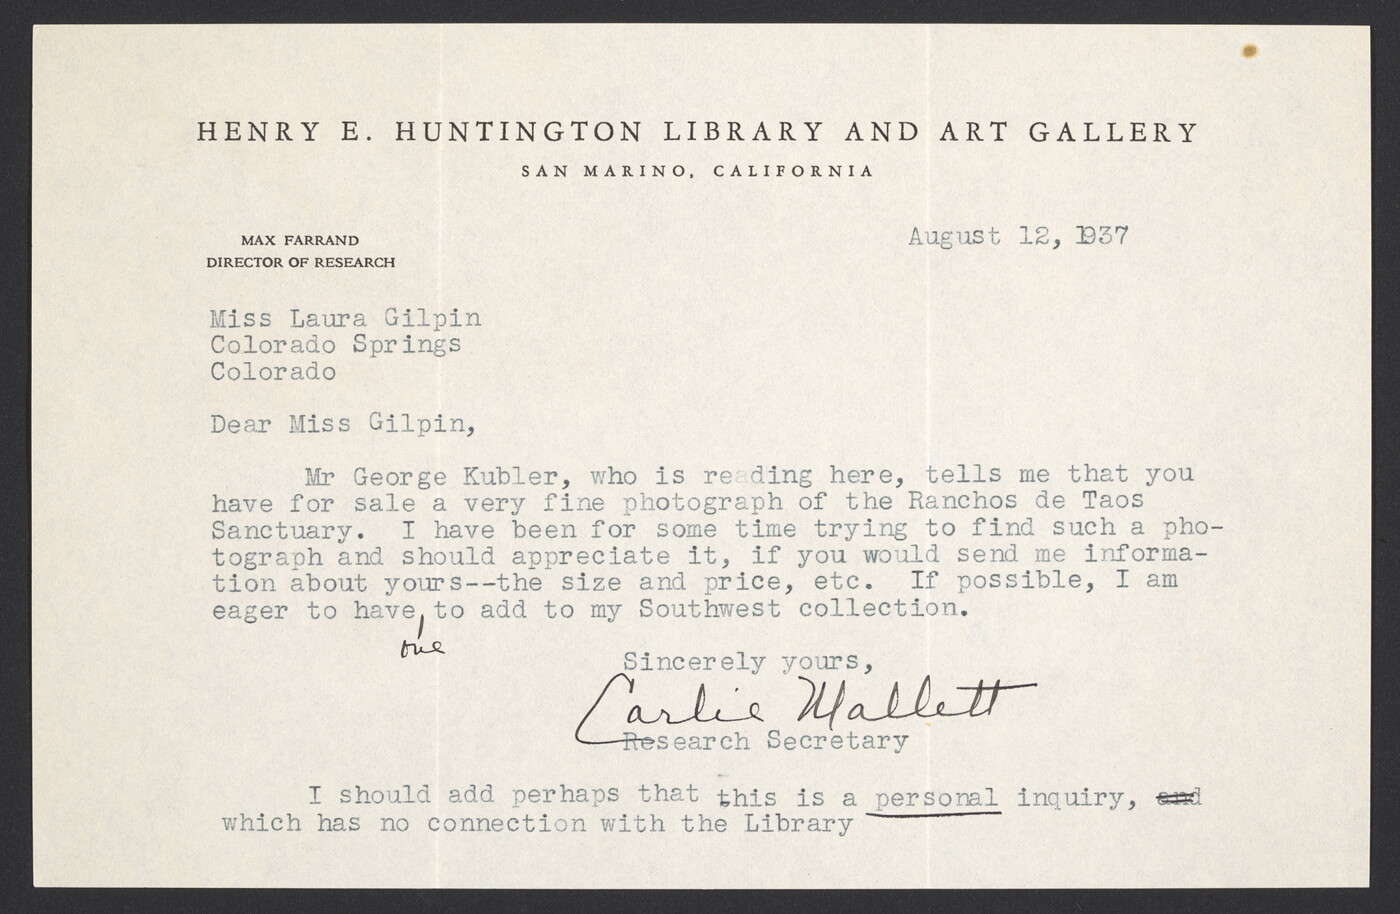 HENRY E. HUNTINGTON LIBRARY AND ART GALLERY
SAN MARINO, CALIFORNIA
MAX FARRAND
DIRECTOR OF RESEARCH
August 12, 1937
Miss Laura Gilpin
Colorado Springs
Colorado
Dear Miss Gilpin,
Mr George Kubler, who is reading here, tells me that you
have for sale a very fine photograph of the Ranchos de Taos
Sanctuary. I have been for some time trying to find such a pho-
tograph and should appreciate it, if you would send me informa-
tion about yours--the size and price, etc. If possible, I am
eager to have, to add to my Southwest collection.
one
Sincerely yours,
Carlie Mallett
Research Secretary
I should add perhaps that this is a personal inquiry, and
which has no connection with the Library